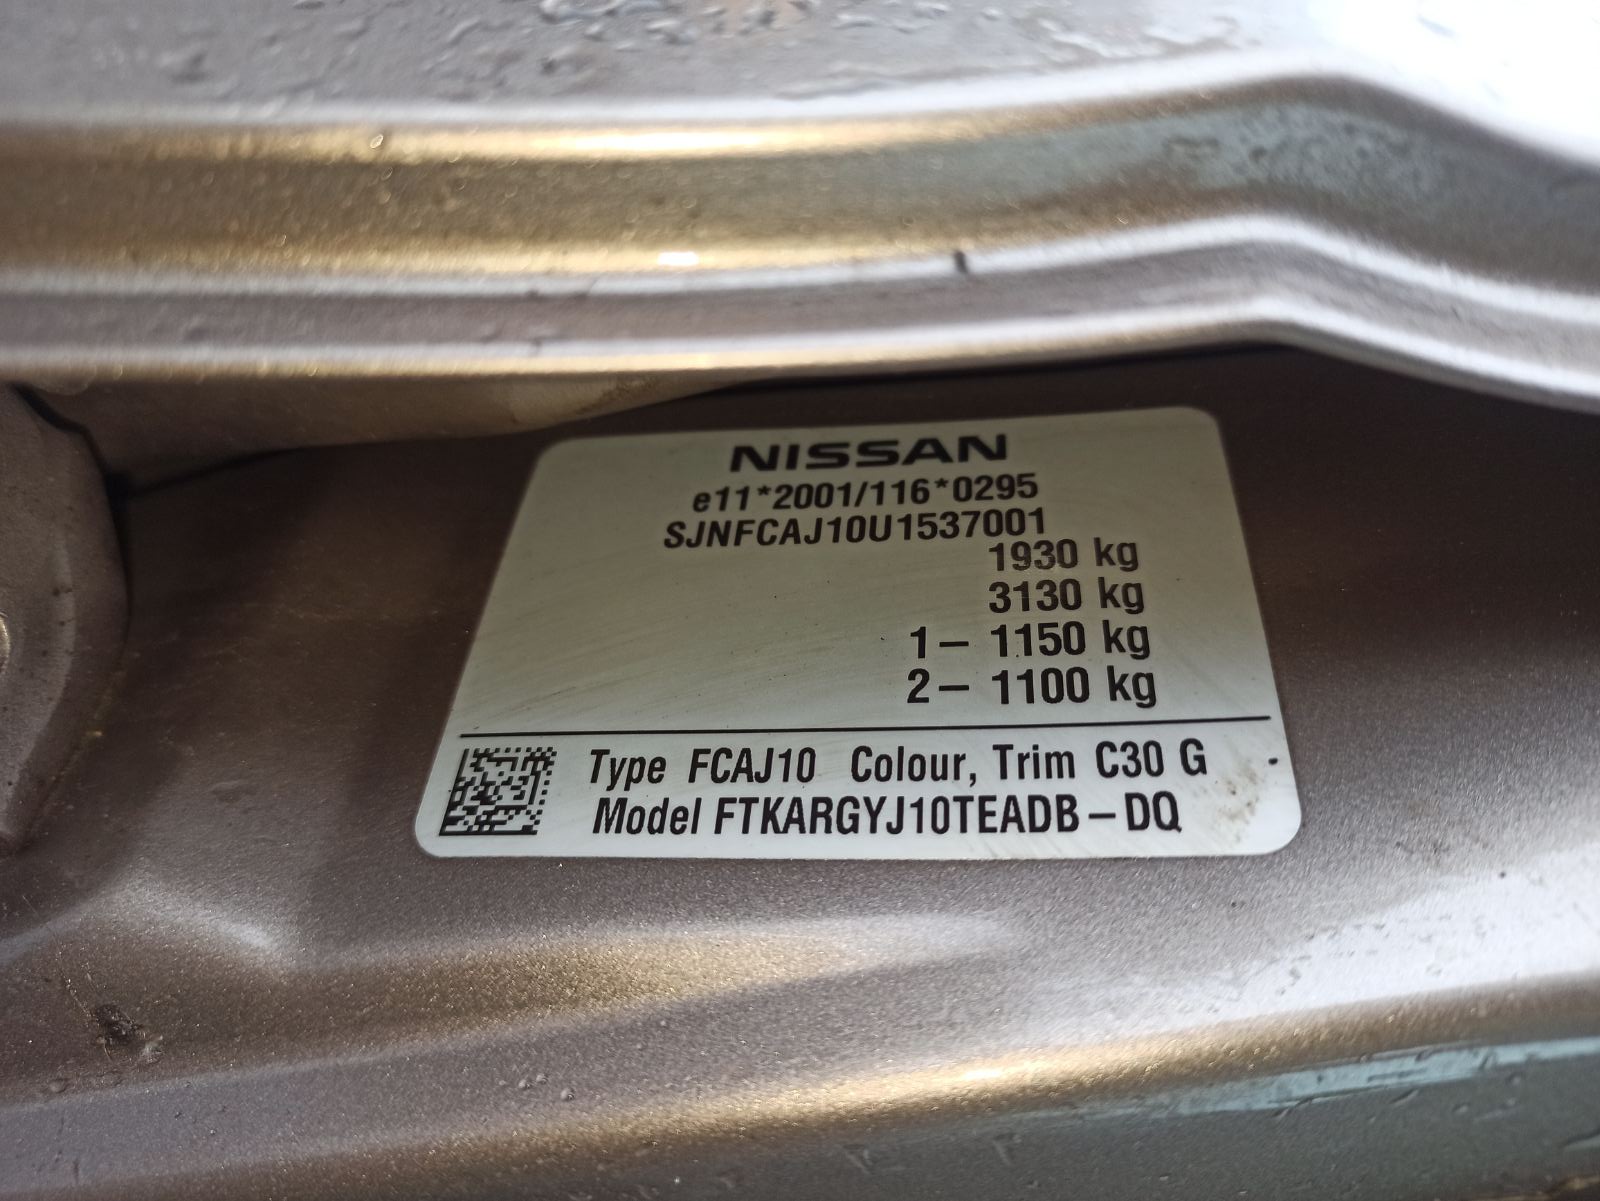 NISSAN
e11*2001/116*0295
SJNFCAJ10U1537001
1930 kg
3130 kg
1– 1150 kg
2– 1100 kg
Type FCAJ10 Colour, Trim C30 G
Model FTKARGYJ10TEADB–DQ